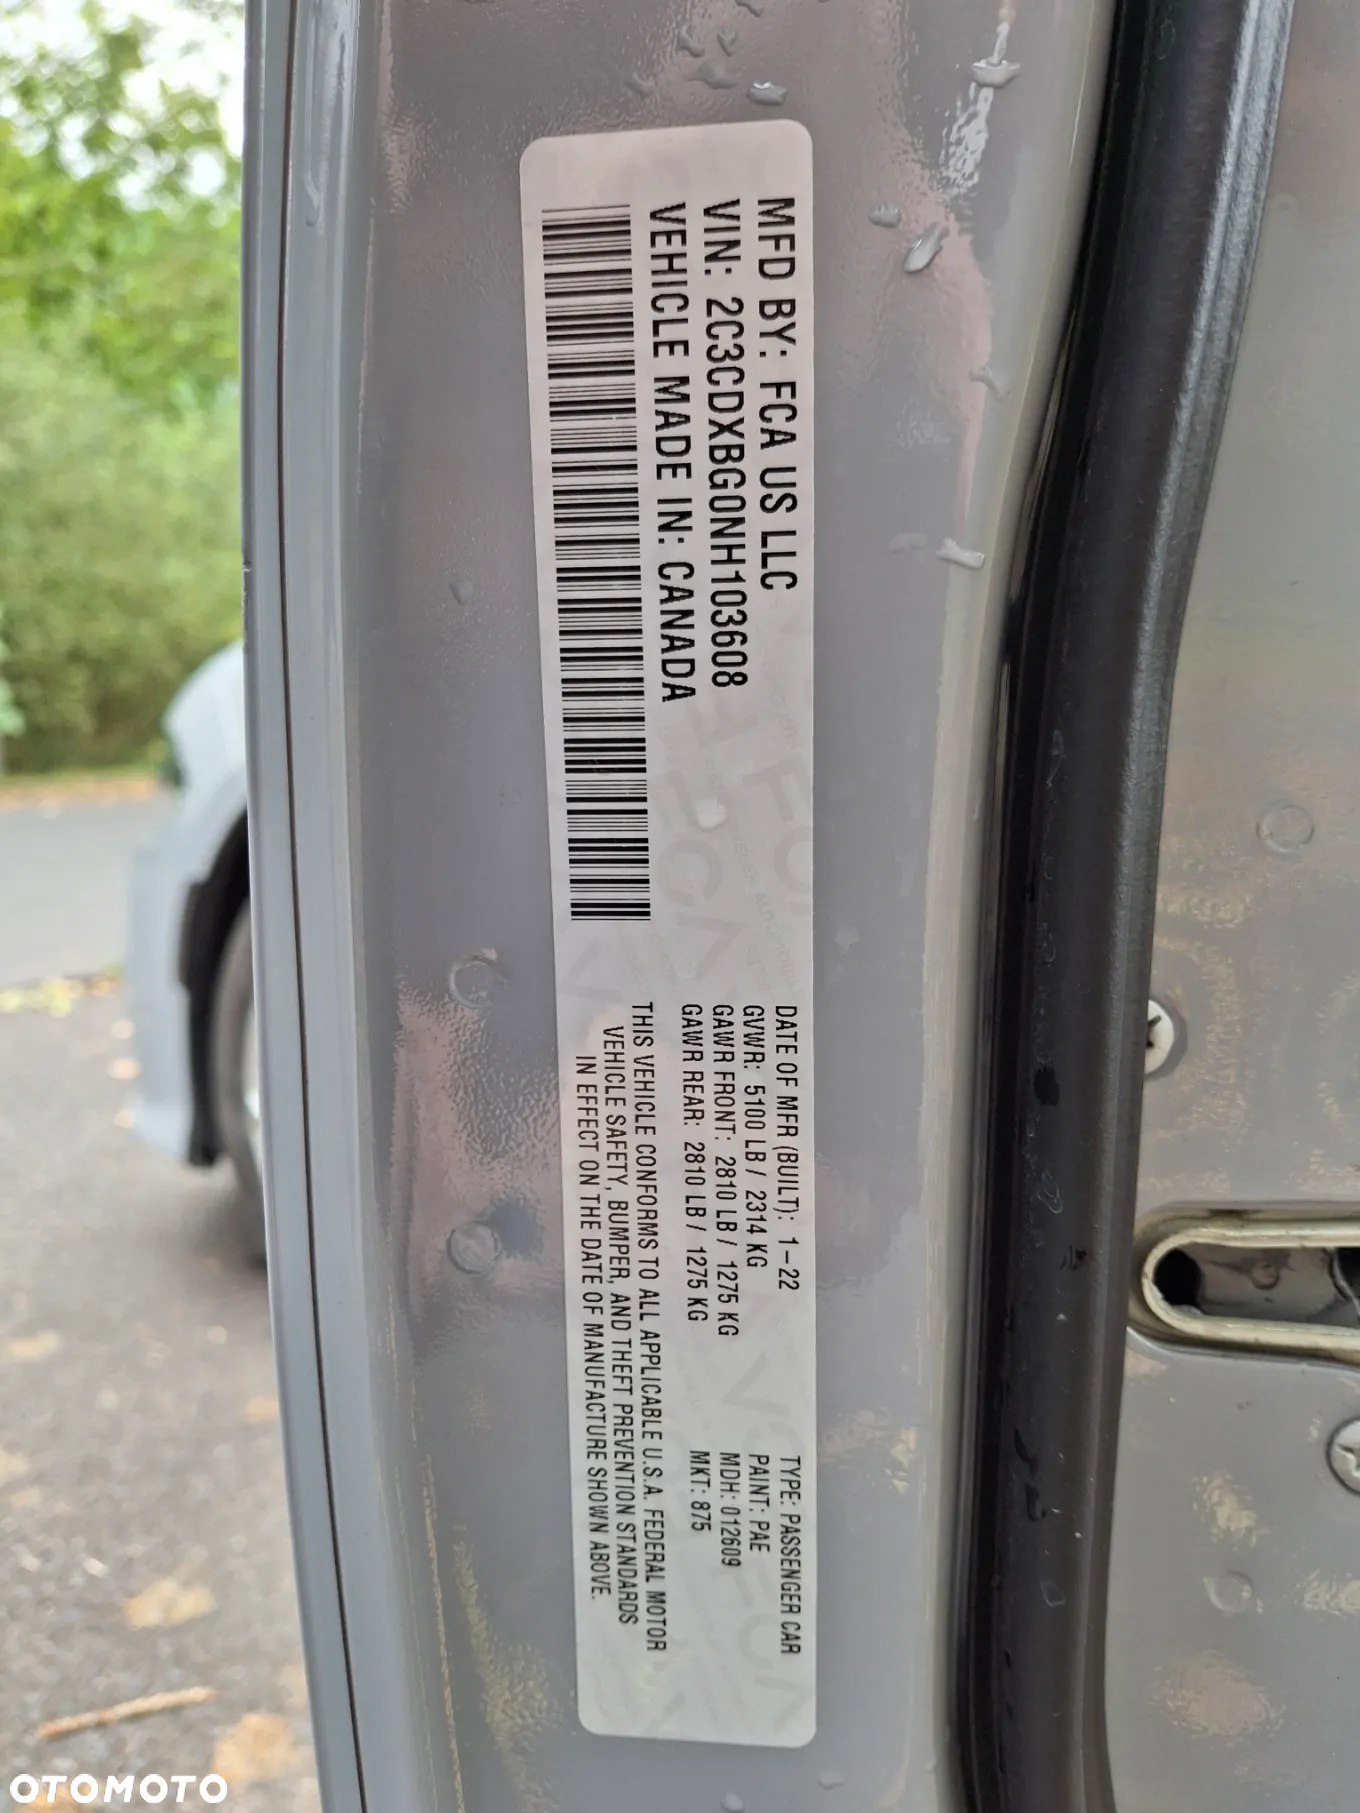 MFD BY: FCA US LLC
VIN: 2C3CDXBG0NH103608
VEHICLE MADE IN: CANADA
DATE OF MFR (BUILT): 1-22
GVWR: 5100 LB / 2314 KG
GAWR FRONT: 2810 LB / 1275 KG
GAWR REAR: 2810 LB / 1275 KG
TYPE: PASSENGER CAR
PAINT: PAE
MDH: 012609
MKT: 875
THIS VEHICLE CONFORMS TO ALL APPLICABLE U.S.A. FEDERAL MOTOR
VEHICLE SAFETY, BUMPER, AND THEFT PREVENTION STANDARDS
IN EFFECT ON THE DATE OF MANUFACTURE SHOWN ABOVE.
OTOMOTO